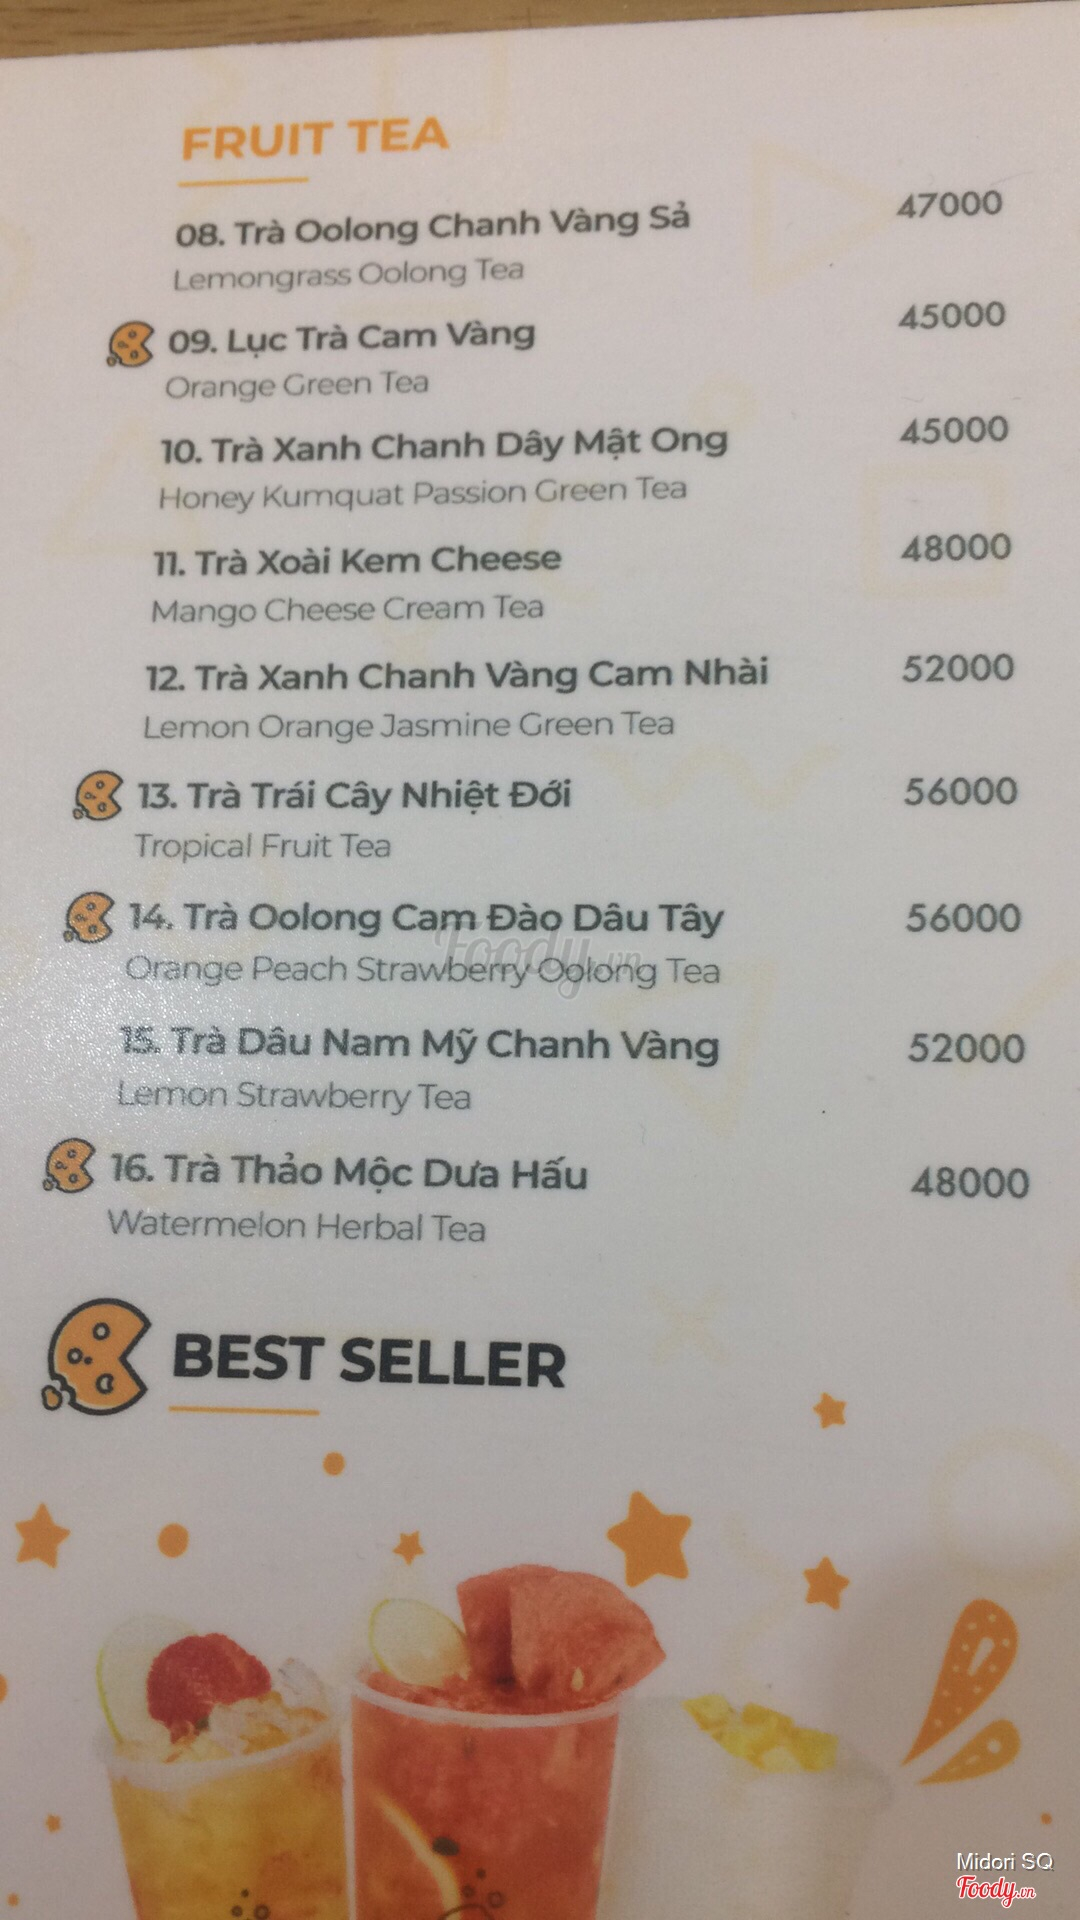 FRUIT TEA
08. Trà Oolong Chanh Vàng Sả 47000
Lemongrass Oolong Tea
09. Lục Trà Cam Vàng 45000
Orange Green Tea
10. Trà Xanh Chanh Dây Mật Ong 45000
Honey Kumquat Passion Green Tea
11. Trà Xoài Kem Cheese 48000
Mango Cheese Cream Tea
12. Trà Xanh Chanh Vàng Cam Nhài 52000
Lemon Orange Jasmine Green Tea
13. Trà Trái Cây Nhiệt Đới 56000
Tropical Fruit Tea
14. Trà Oolong Cam Đào Dâu Tây 56000
Foody.vn
Orange Peach Strawberry Oolong Tea
15. Trà Dâu Nam Mỹ Chanh Vàng 52000
Lemon Strawberry Tea
16. Trà Thảo Mộc Dưa Hấu 48000
Watermelon Herbal Tea
BEST SELLER
Midori SQ
Foody.vn